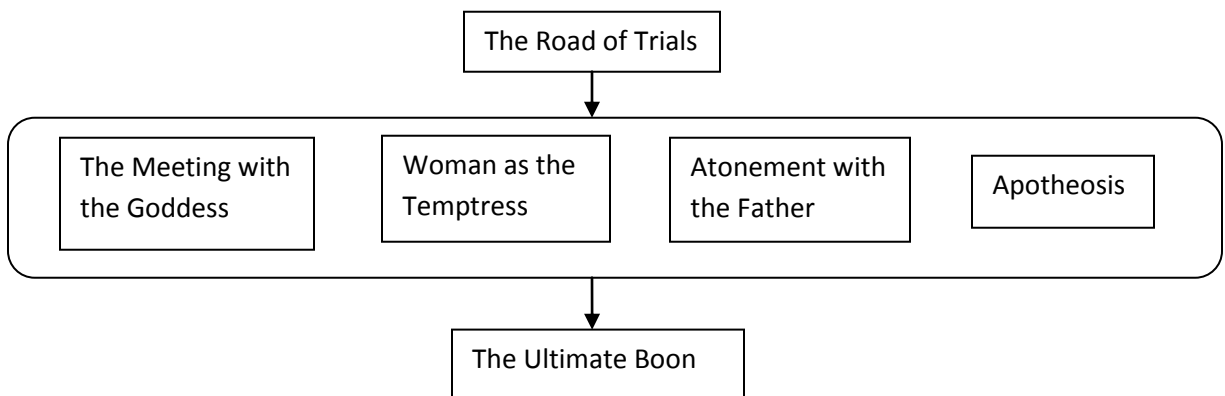 The Road of Trials
The Meeting with
the Goddess
Woman as the
Temptress
Atonement with
the Father
Apotheosis
The Ultimate Boon